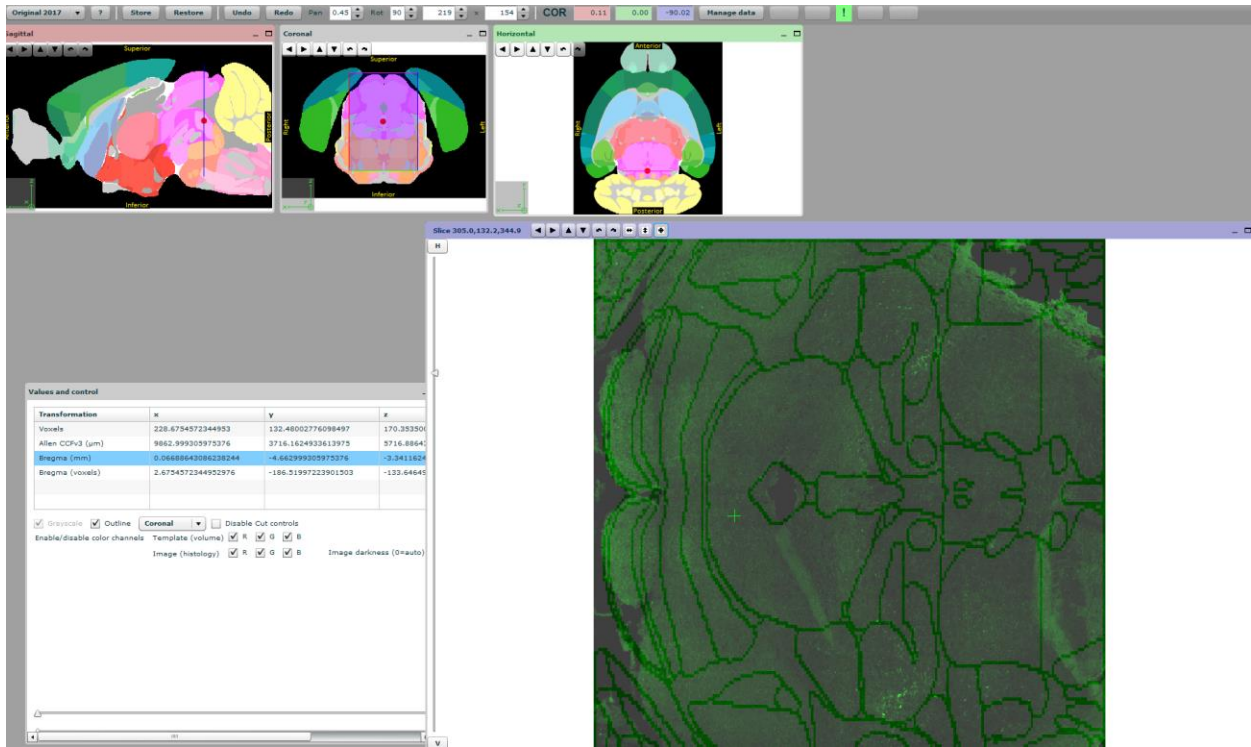 Original 2017 ? Store Restore Undo Redo Pan 0.45 Rot 90 219 x 154 COR 0.11 0.00 -90.02 Manage data !
Sagittal
Superior
Posterior
Inferior
Coronal
Superior
Right
Left
Inferior
Horizontal
Anterior
Right
Left
Posterior
Slice 305.0,132.2,344.9
H
V
Values and control
Transformation x y z
Voxels 228.6754572344953 132.48002776098497 170.353500
Allen CCFv3 (μm) 9862.999305975376 3716.1624933613975 5716.8864
Bregma (mm) 0.06688643086238244 -4.662999305975376 -3.3411624
Bregma (voxels) 2.6754572344952976 -186.51997223901503 -133.64649
Grayscale Outline Coronal Disable Cut controls
Enable/disable color channels Template (volume) R G B
Image (histology) R G B Image darkness (0=auto)